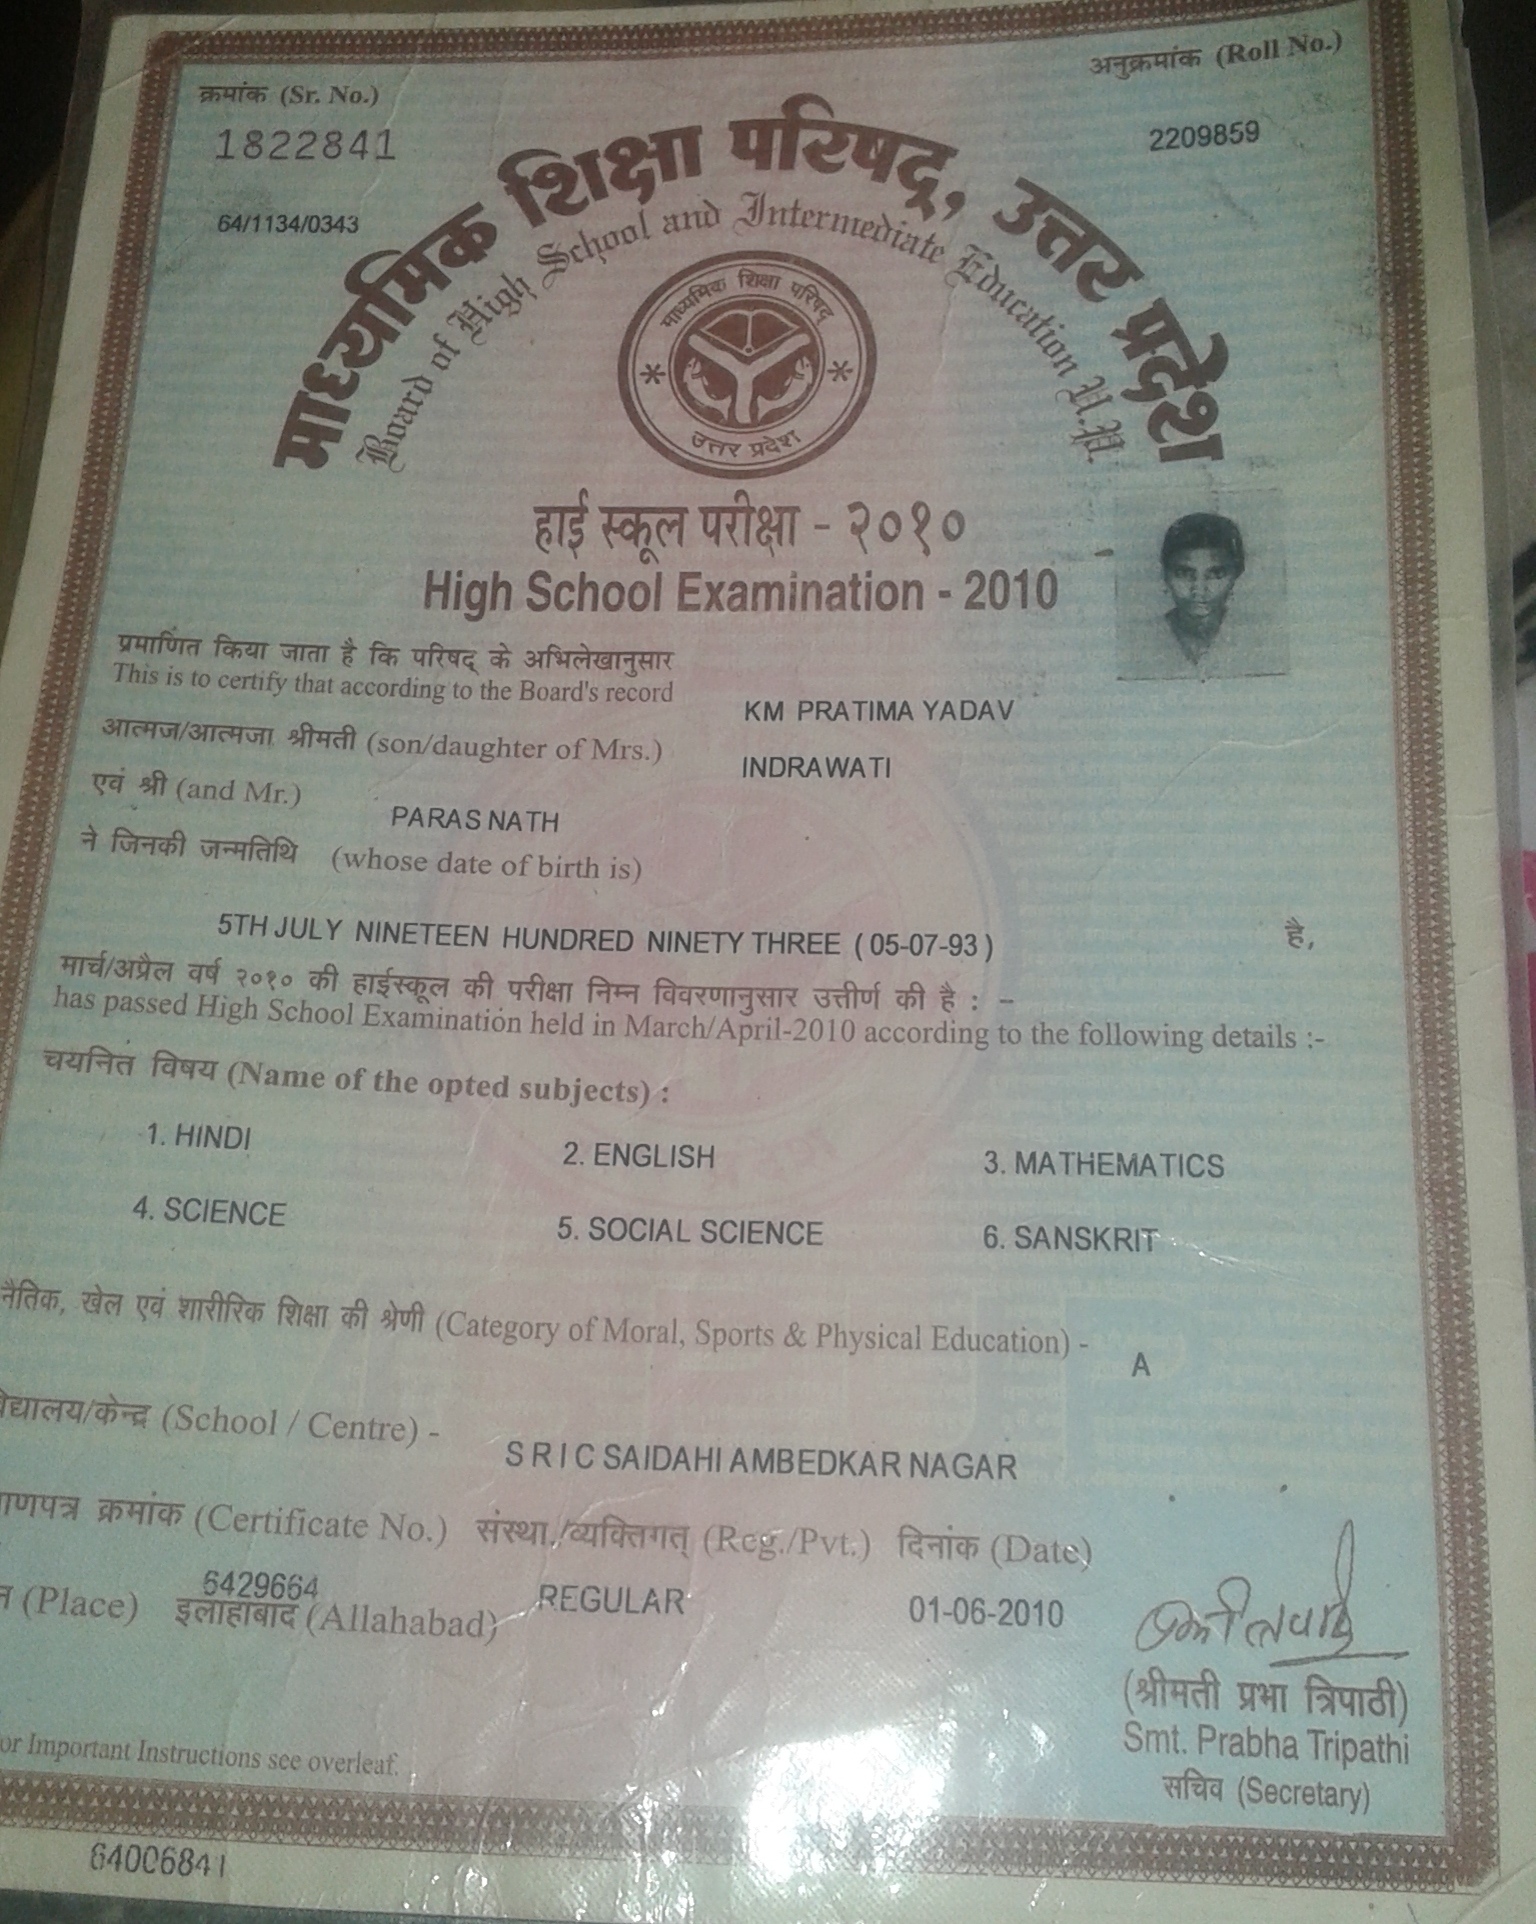 क्रमांक (Sr. No.)
अनुक्रमांक (Roll No.)
1822841
2209859
64/1134/0343
माध्यमिक शिक्षा परिषद्, उत्तर प्रदेश
Board of High School and Intermediate Education U.P.
माध्यमिक शिक्षा परिषद्
उत्तर प्रदेश
हाई स्कूल परीक्षा - २०१०
High School Examination - 2010
प्रमाणित किया जाता है कि परिषद् के अभिलेखानुसार
This is to certify that according to the Board's record
KM PRATIMA YADAV
आत्मज/आत्मजा श्रीमती (son/daughter of Mrs.)
INDRAWATI
एवं श्री (and Mr.)
PARAS NATH
ने जिनकी जन्मतिथि (whose date of birth is)
5TH JULY NINETEEN HUNDRED NINETY THREE ( 05-07-93 ) है,
मार्च/अप्रैल वर्ष २०१० की हाईस्कूल की परीक्षा निम्न विवरणानुसार उत्तीर्ण की है : –
has passed High School Examination held in March/April-2010 according to the following details :-
चयनित विषय (Name of the opted subjects) :
1. HINDI 2. ENGLISH 3. MATHEMATICS
4. SCIENCE 5. SOCIAL SCIENCE 6. SANSKRIT
नैतिक, खेल एवं शारीरिक शिक्षा की श्रेणी (Category of Moral, Sports & Physical Education) -
A
विद्यालय/केन्द्र (School / Centre) -
S R I C SAIDAHI AMBEDKAR NAGAR
क्रमांक (Certificate No.) संस्था./व्यक्तिगत् (Reg./Pvt.) दिनांक (Date)
6429664 REGULAR 01-06-2010
(Place) इलाहाबाद (Allahabad)
(श्रीमती प्रभा त्रिपाठी)
Smt. Prabha Tripathi
सचिव (Secretary)
or Important Instructions see overleaf.
64006841